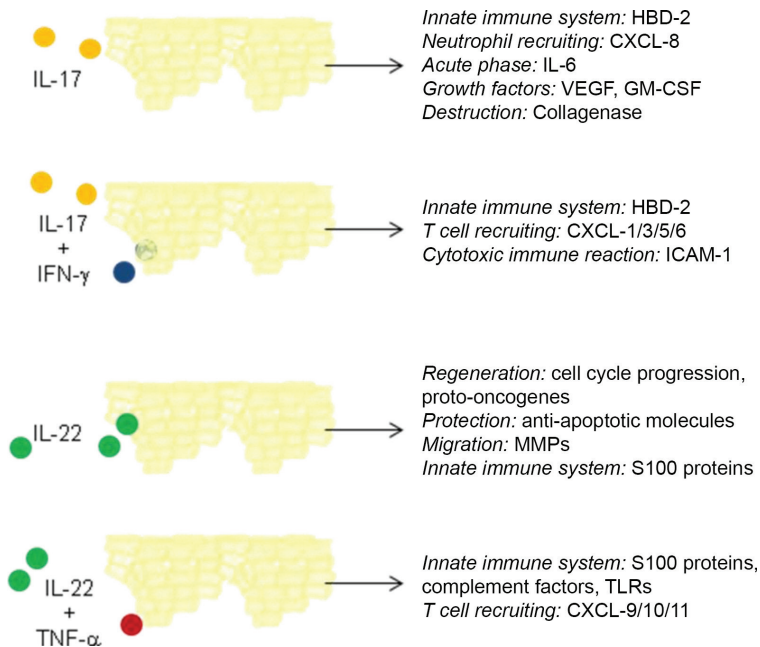 IL-17
Innate immune system: HBD-2
Neutrophil recruiting: CXCL-8
Acute phase: IL-6
Growth factors: VEGF, GM-CSF
Destruction: Collagenase
IL-17
+
IFN-γ
Innate immune system: HBD-2
T cell recruiting: CXCL-1/3/5/6
Cytotoxic immune reaction: ICAM-1
IL-22
Regeneration: cell cycle progression,
proto-oncogenes
Protection: anti-apoptotic molecules
Migration: MMPs
Innate immune system: S100 proteins
IL-22
+
TNF-α
Innate immune system: S100 proteins,
complement factors, TLRs
T cell recruiting: CXCL-9/10/11